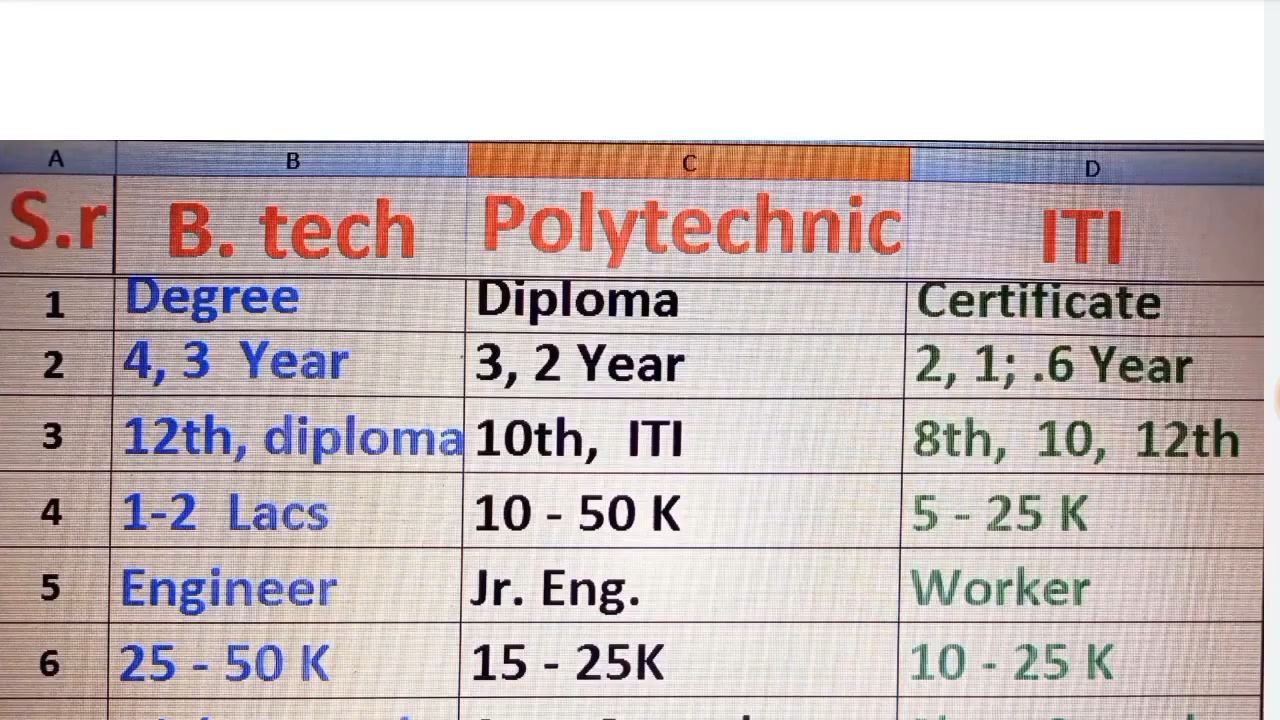 A B C D
S.r B. tech Polytechnic ITI
1 Degree Diploma Certificate
2 4, 3 Year 3, 2 Year 2, 1; .6 Year
3 12th, diploma 10th, ITI 8th, 10, 12th
4 1-2 Lacs 10 - 50 K 5 - 25 K
5 Engineer Jr. Eng. Worker
6 25 - 50 K 15 - 25K 10 - 25 K